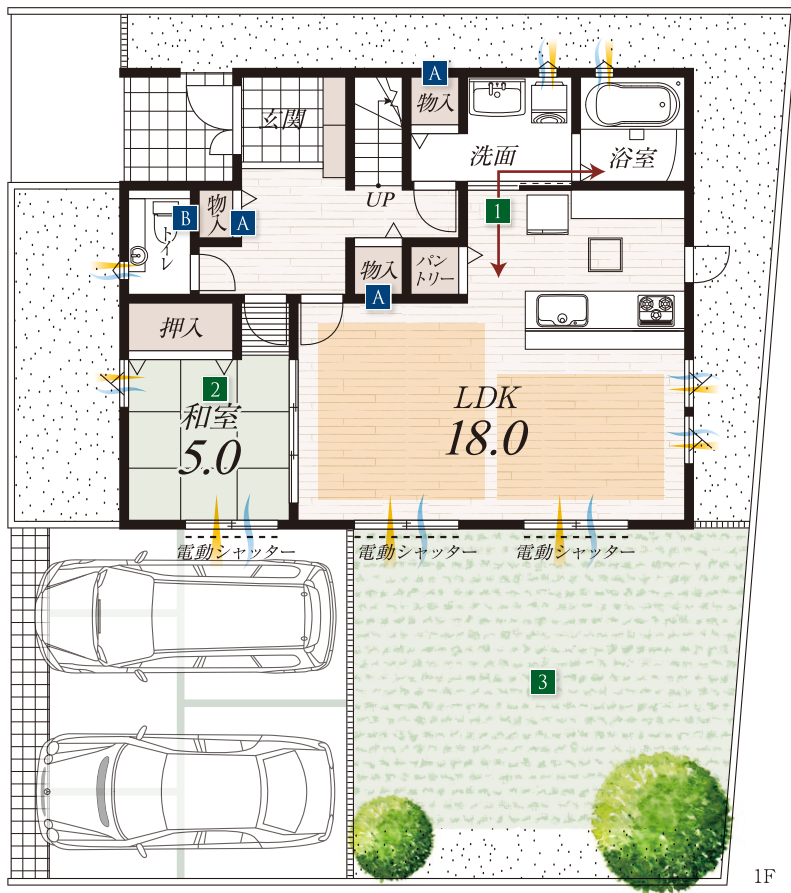 A
物入
玄関
洗面
浴室
B
トイレ
物入
A
UP
1
物入
A
パン
トリー
押入
2
和室
5.0
LDK
18.0
電動シャッター
電動シャッター
電動シャッター
3
1F